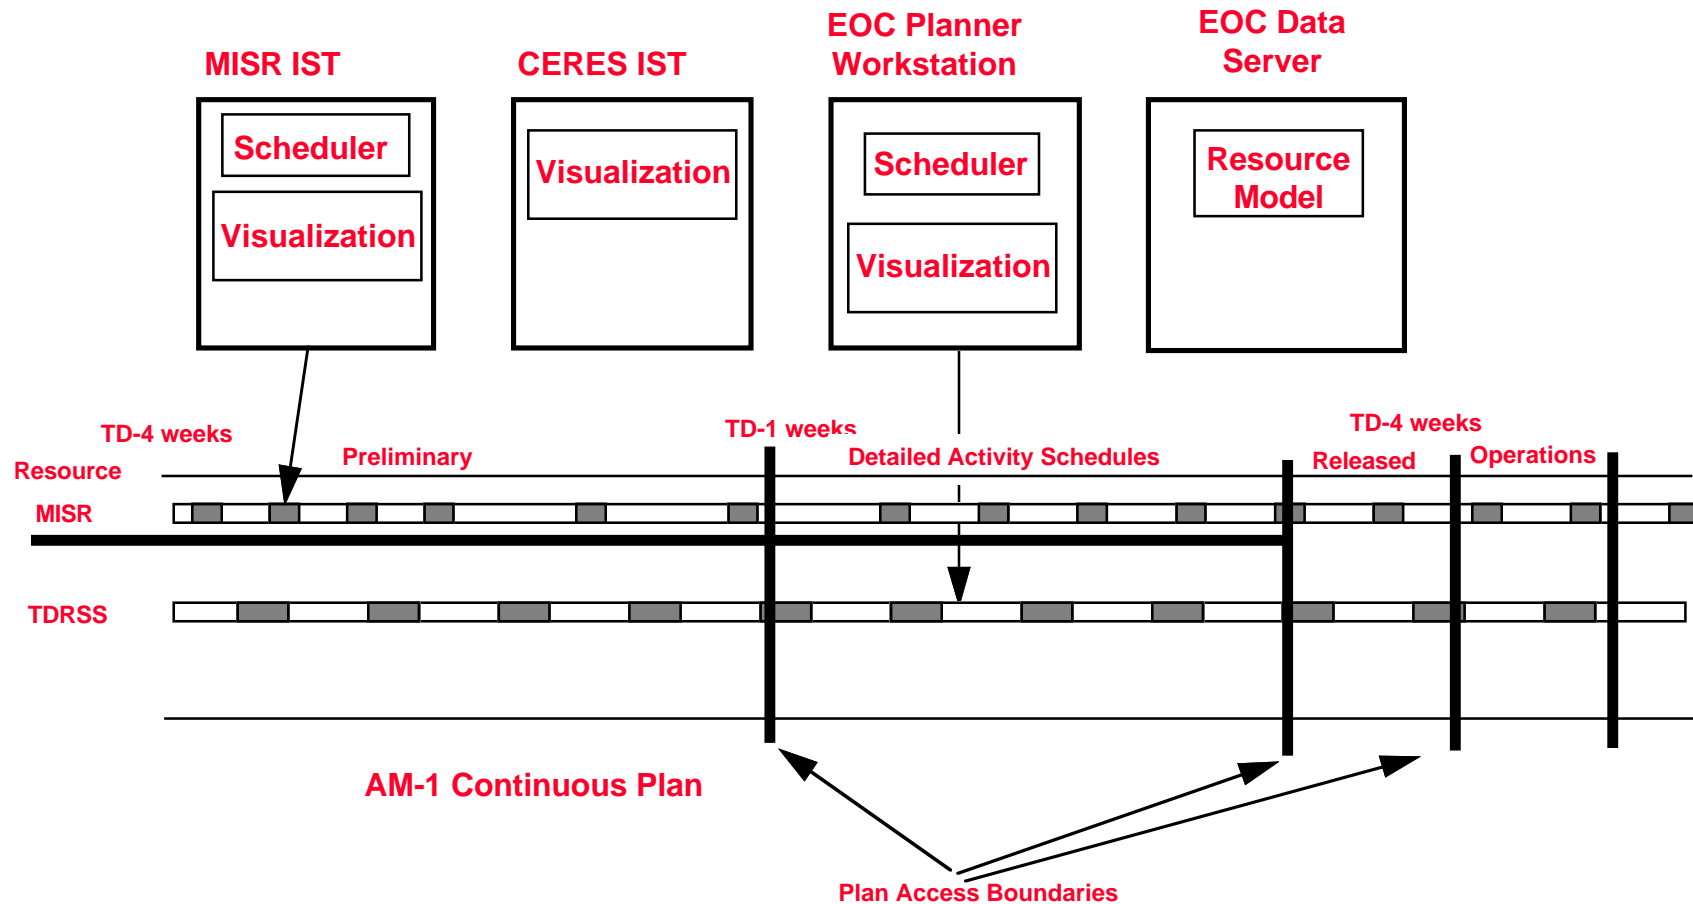 MISR IST
CERES IST
EOC Planner
Workstation
EOC Data
Server
Scheduler
Visualization
Visualization
Scheduler
Visualization
Resource
Model
TD-4 weeks
TD-1 weeks
TD-4 weeks
Resource
Preliminary
Detailed Activity Schedules
Released
Operations
MISR
TDRSS
AM-1 Continuous Plan
Plan Access Boundaries